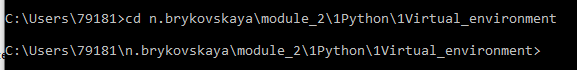 C:\Users\79181>cd n.brykovskaya\module_2\1Python\1Virtual_environment
C:\Users\79181\n.brykovskaya\module_2\1Python\1Virtual_environment>